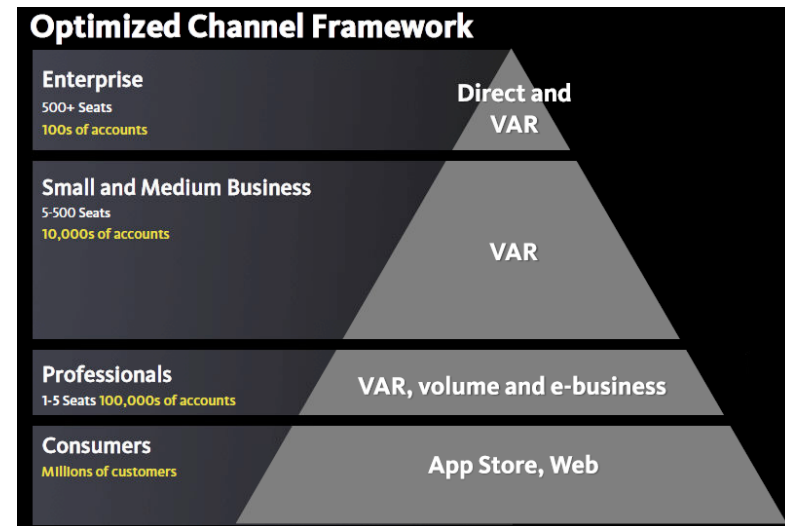 Optimized Channel Framework
Enterprise
500+ Seats
100s of accounts
Direct and
VAR
Small and Medium Business
5-500 Seats
10,000s of accounts
VAR
Professionals
1-5 Seats 100,000s of accounts
VAR, volume and e-business
Consumers
Millions of customers
App Store, Web